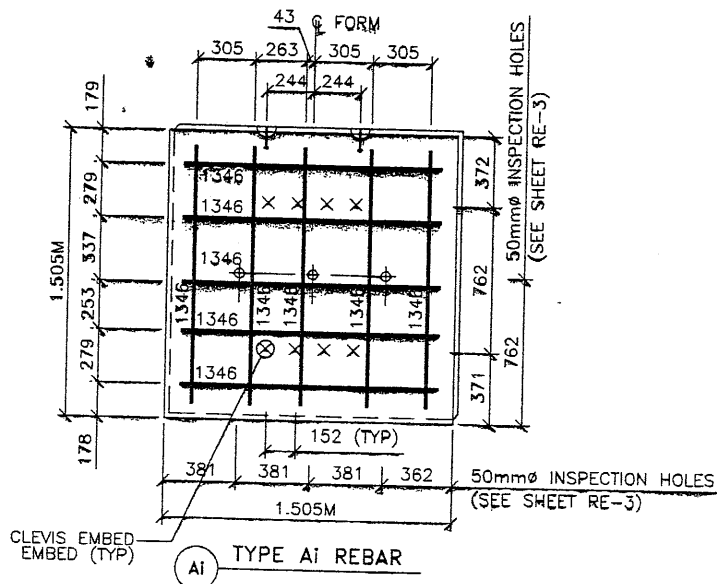 43
℄ FORM
305
263
305
305
244
244
179
279
337
253
279
178
1.505M
1346
1346
1346
1346
1346
1346
1346
1346
1346
372
762
371
762
50mmø INSPECTION HOLES
(SEE SHEET RE-3)
152 (TYP)
381
381
381
362
50mmø INSPECTION HOLES
(SEE SHEET RE-3)
1.505M
CLEVIS EMBED
EMBED (TYP)
Ai
TYPE Ai REBAR